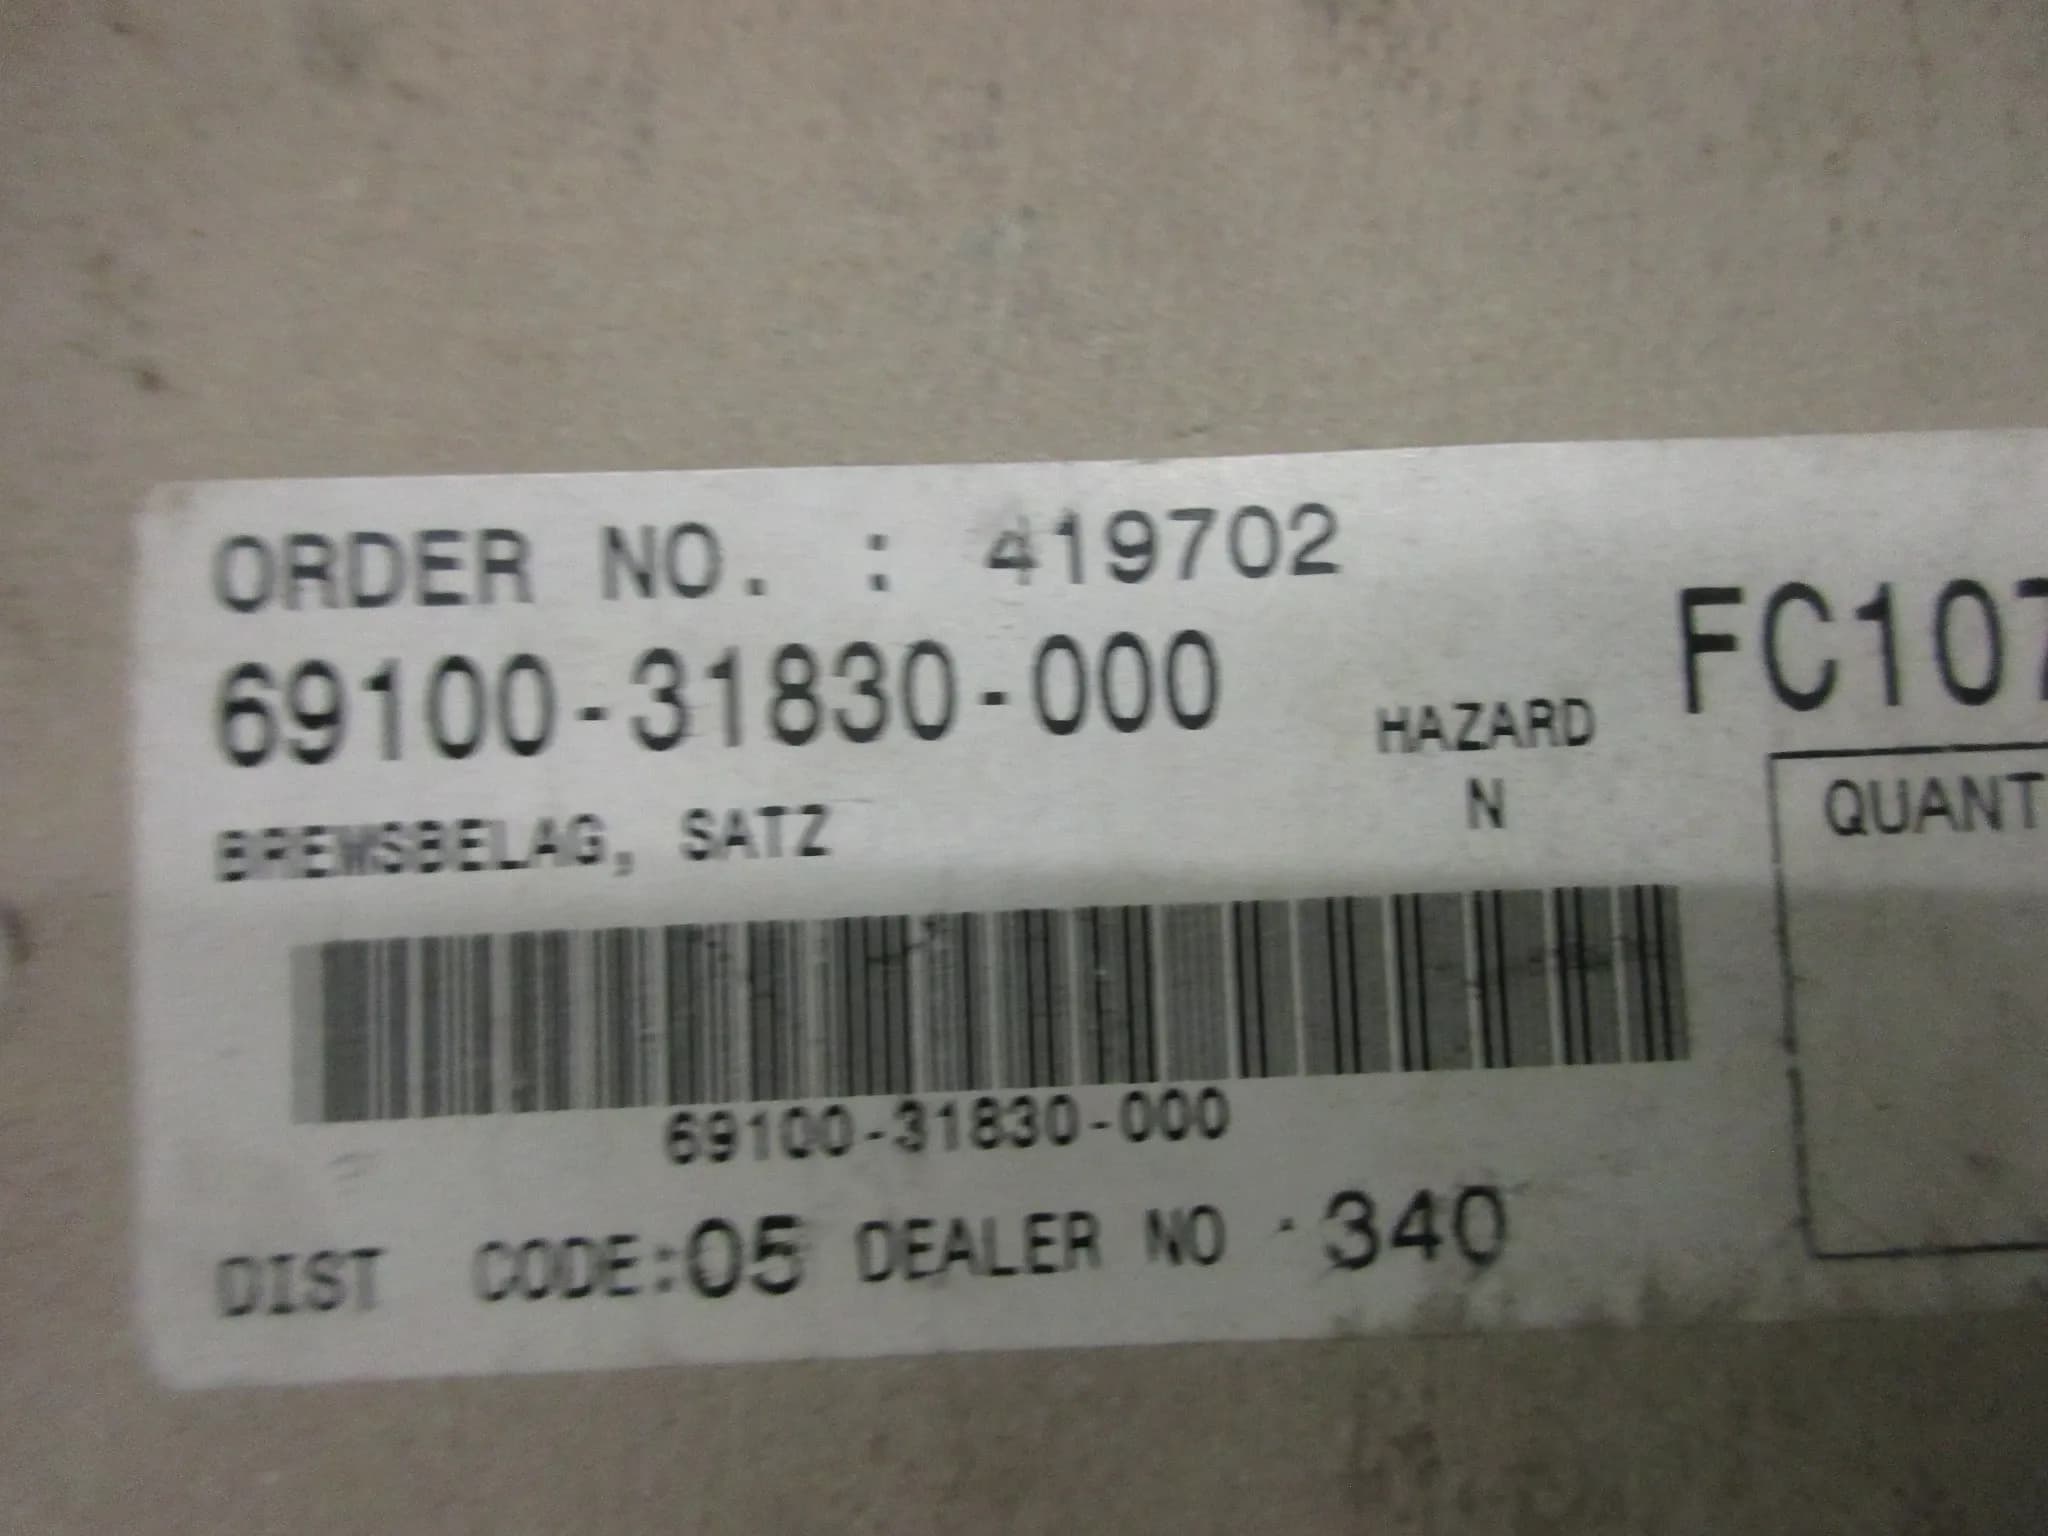 ORDER NO. : 419702
69100-31830-000
FC107
HAZARD
N
BREMSBELAG, SATZ
QUANT
69100-31830-000
DIST CODE:05 DEALER NO . 340